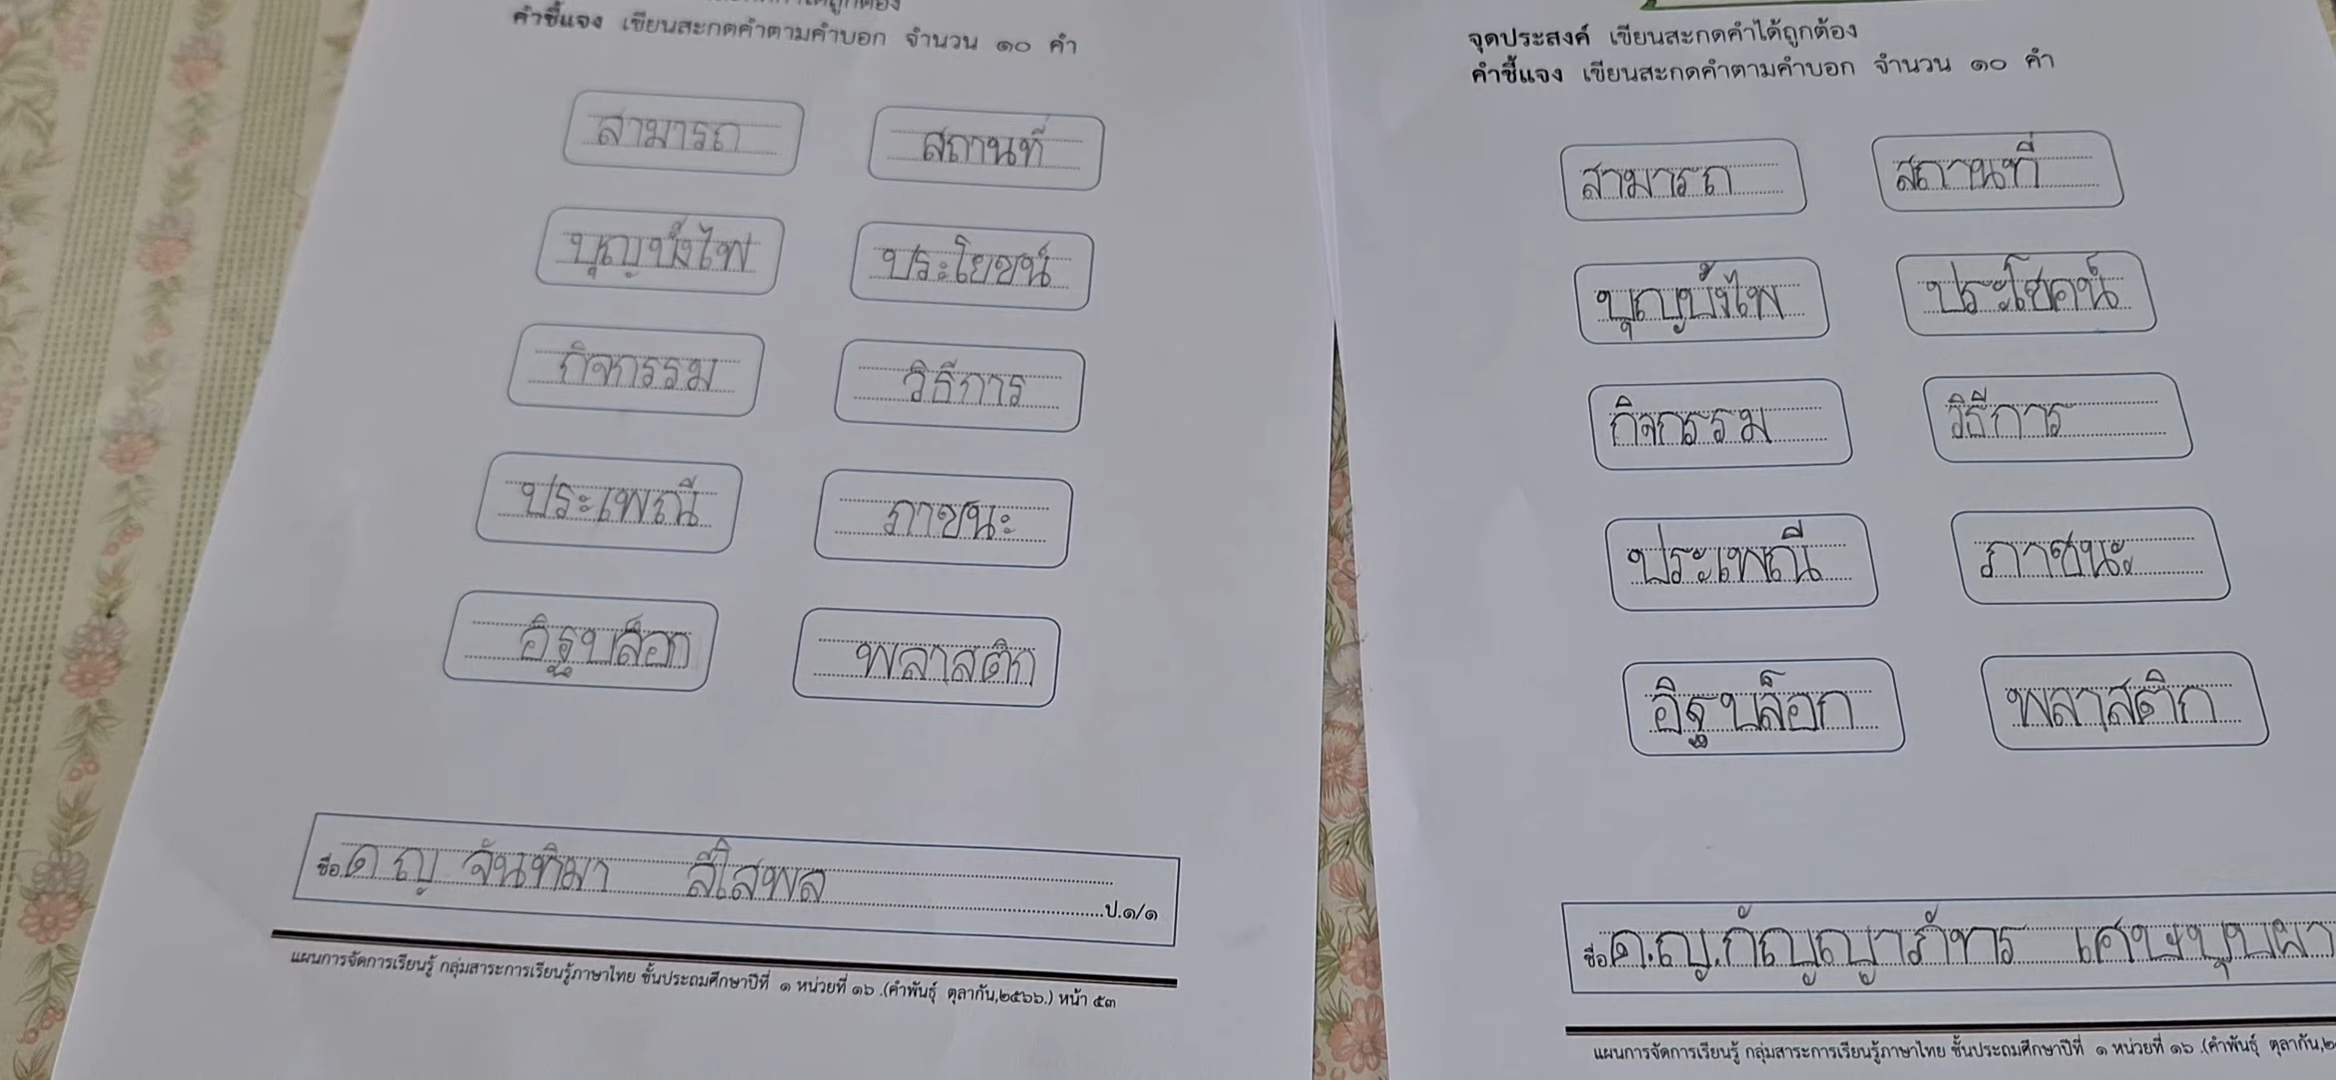 คำชี้แจง เขียนสะกดคำตามคำบอก จำนวน ๑๐ คำ
สามารถ สถานที่
บุญบั้งไฟ ประโยชน์
กิจกรรม วิธีการ
ประเพณี ภาชนะ
อิฐบล็อก พลาสติก
ชื่อ ด ญ จันทิมา สีไสพล
ป.๑/๑
แผนการจัดการเรียนรู้ กลุ่มสาระการเรียนรู้ภาษาไทย ชั้นประถมศึกษาปีที่ ๑ หน่วยที่ ๑๖ .(คำพันธุ์ ตุลากัน,๒๕๖๖.) หน้า ๕๓
จุดประสงค์ เขียนสะกดคำได้ถูกต้อง
คำชี้แจง เขียนสะกดคำตามคำบอก จำนวน ๑๐ คำ
สามารถ สถานที่
บุญบั้งไฟ ประโชคน์
กิจกรรม วิธีการ
ประเพณี ภาชนะ
อิฐบล็อก พลาสติก
ชื่อ ด.ญ.กัญญาภัทร
แผนการจัดการเรียนรู้ กลุ่มสาระการเรียนรู้ภาษาไทย ชั้นประถมศึกษาปีที่ ๑ หน่วยที่ ๑๖ .(คำพันธุ์ ตุลากัน,๒